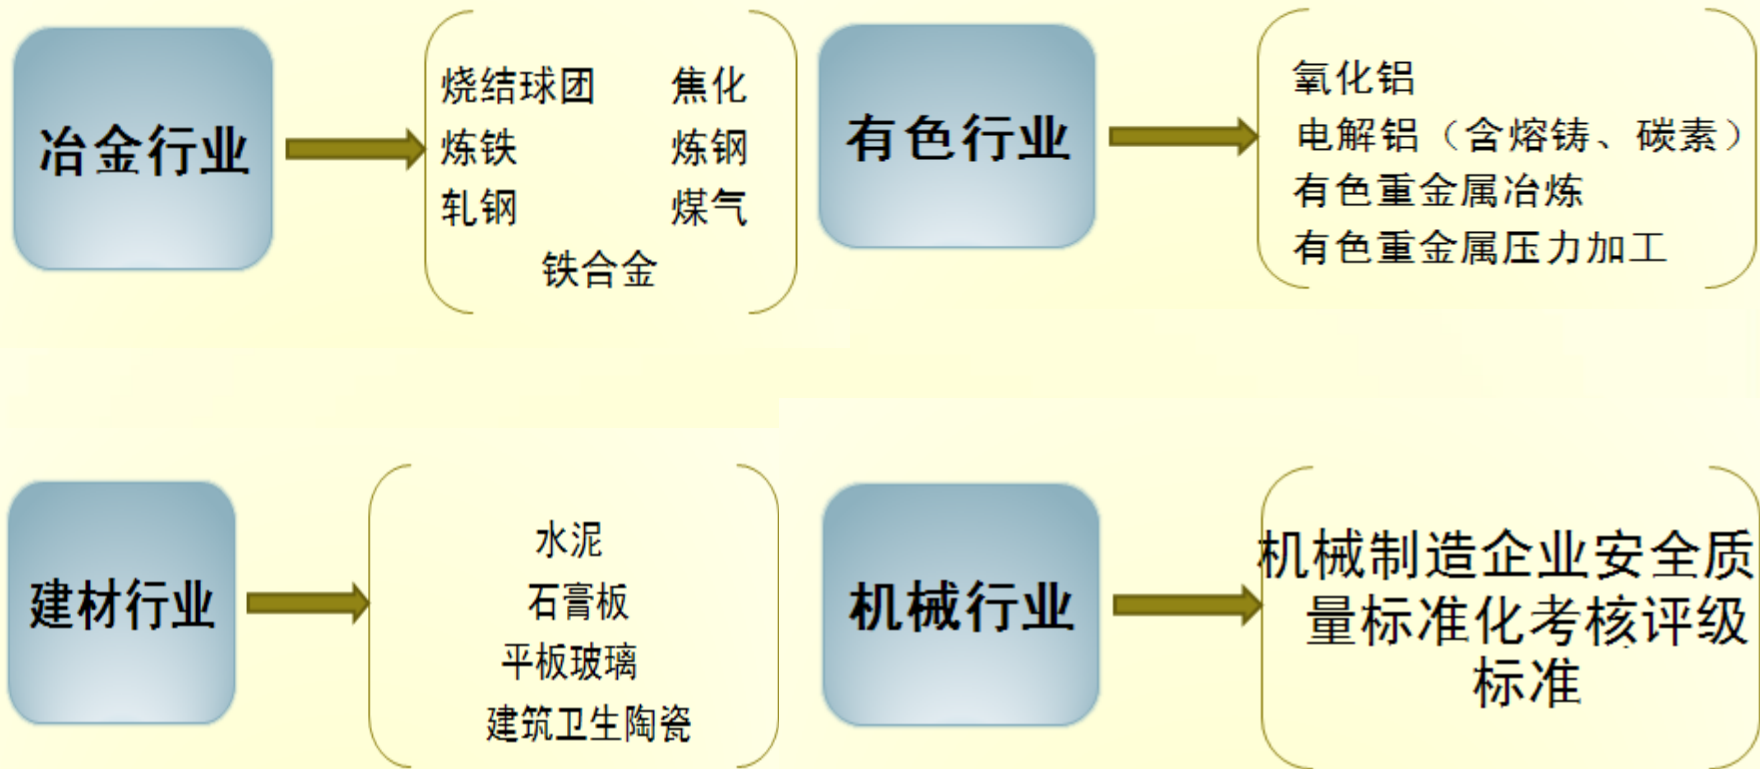 冶金行业
烧结球团 焦化
炼铁 炼钢
轧钢 煤气
铁合金
有色行业
氧化铝
电解铝（含熔铸、碳素）
有色重金属冶炼
有色重金属压力加工
建材行业
水泥
石膏板
平板玻璃
建筑卫生陶瓷
机械行业
机械制造企业安全质
量标准化考核评级
标准